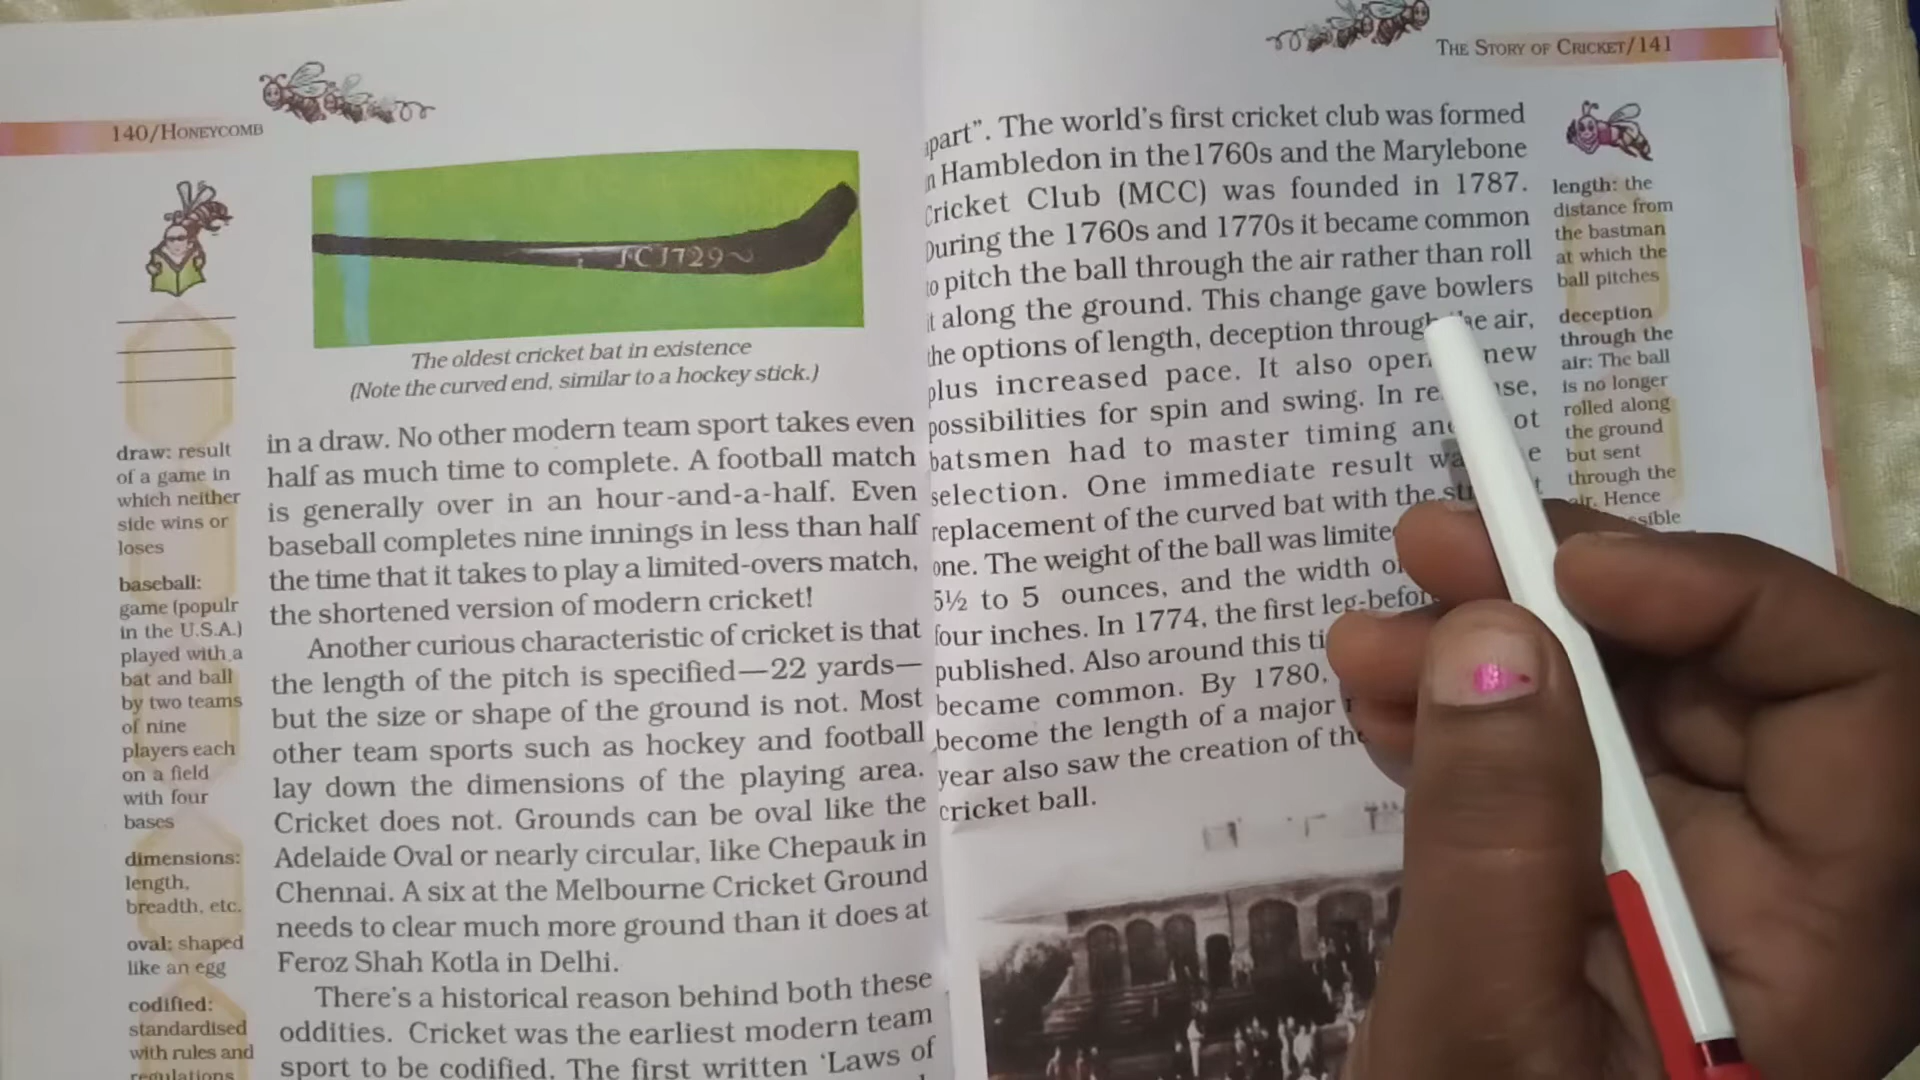 140/HONEYCOMB
J.C 1729
The oldest cricket bat in existence
(Note the curved end, similar to a hockey stick.)
draw: result
of a game in
which neither
side wins or
loses
baseball:
game (populr
in the U.S.A.)
played with a
bat and ball
by two teams
of nine
players each
on a field
with four
bases
dimensions:
length,
breadth, etc.
oval: shaped
like an egg
codified:
standardised
with rules and
regulations
in a draw. No other modern team sport takes even
half as much time to complete. A football match
is generally over in an hour-and-a-half. Even
baseball completes nine innings in less than half
the time that it takes to play a limited-overs match,
the shortened version of modern cricket!
Another curious characteristic of cricket is that
the length of the pitch is specified—22 yards—
but the size or shape of the ground is not. Most
other team sports such as hockey and football
lay down the dimensions of the playing area.
Cricket does not. Grounds can be oval like the
Adelaide Oval or nearly circular, like Chepauk in
Chennai. A six at the Melbourne Cricket Ground
needs to clear much more ground than it does at
Feroz Shah Kotla in Delhi.
There's a historical reason behind both these
oddities. Cricket was the earliest modern team
sport to be codified. The first written ‘Laws of
THE STORY OF CRICKET/141
apart”. The world's first cricket club was formed
in Hambledon in the1760s and the Marylebone
Cricket Club (MCC) was founded in 1787.
During the 1760s and 1770s it became common
to pitch the ball through the air rather than roll
it along the ground. This change gave bowlers
the options of length, deception through the air,
plus increased pace. It also open new
possibilities for spin and swing. In
batsmen had to master timing and
selection. One immediate result
replacement of the curved bat with the
one. The weight of the ball was limited
5½ to 5 ounces, and the width
four inches. In 1774, the first leg-before
published. Also around this
became common. By 1780,
become the length of a major
year also saw the creation of the
cricket ball.
length: the
distance from
the bastman
at which the
ball pitches
deception
through the
air: The ball
is no longer
rolled along
the ground
but sent
through the
air. Hence